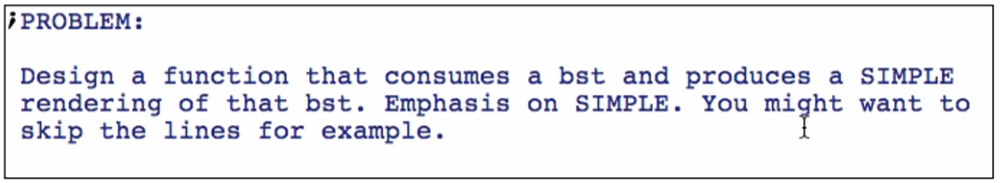 ;PROBLEM:
Design a function that consumes a bst and produces a SIMPLE
rendering of that bst. Emphasis on SIMPLE. You might want to
skip the lines for example.